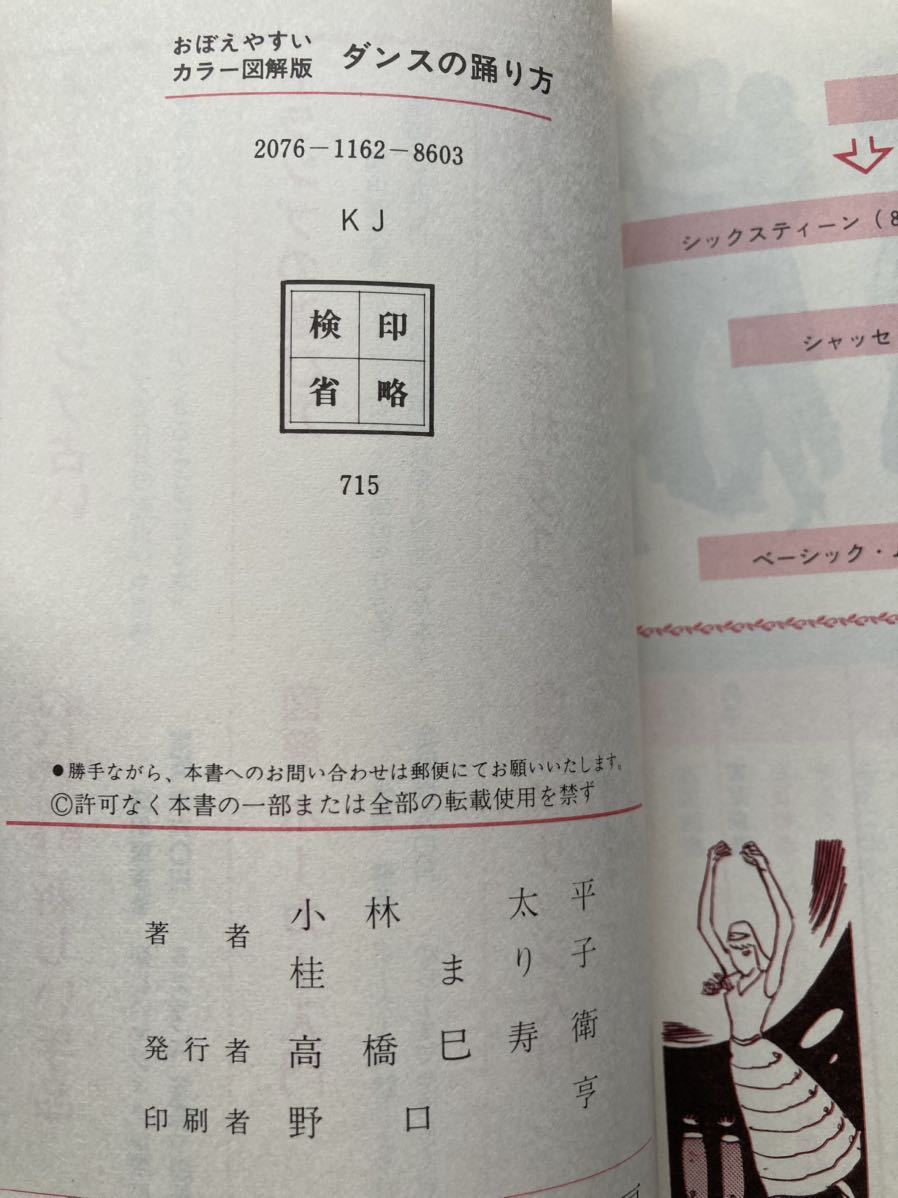 おぼえやすい
カラー図解版 ダンスの踊り方
2076-1162-8603
KJ
検印
省略
715
●勝手ながら、本書へのお問い合わせは郵便にてお願いいたします。
©許可なく本書の一部または全部の転載使用を禁ず
著者 小林太平
桂まり子
発行者 高橋巳寿衛
印刷者 野口亨
シックスティーン(8
シャッセ
ベーシック・